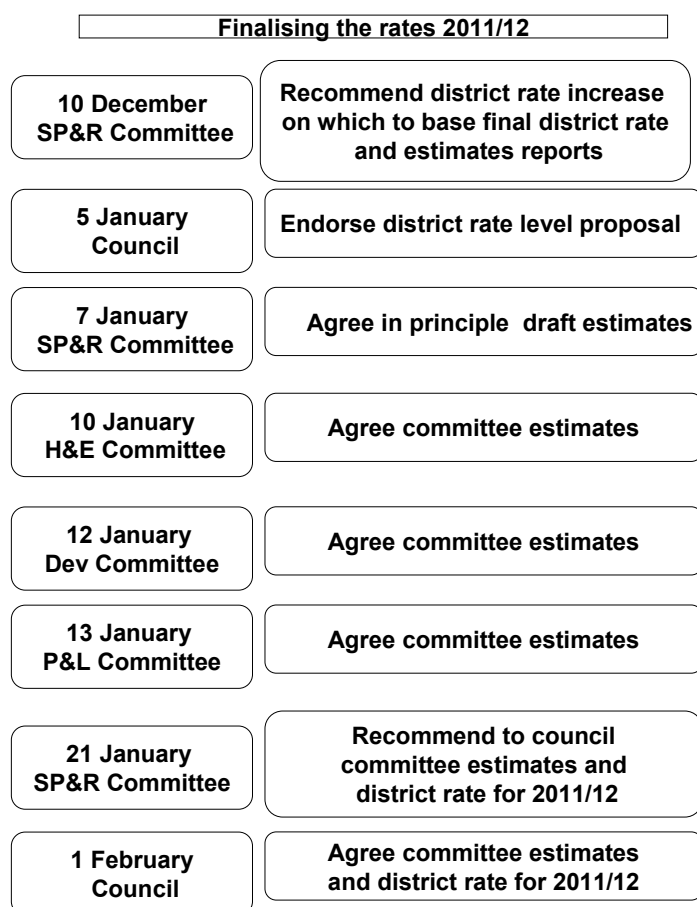 Finalising the rates 2011/12
10 December
SP&R Committee
Recommend district rate increase
on which to base final district rate
and estimates reports
5 January
Council
Endorse district rate level proposal
7 January
SP&R Committee
Agree in principle  draft estimates
10 January
H&E Committee
Agree committee estimates
12 January
Dev Committee
Agree committee estimates
13 January
P&L Committee
Agree committee estimates
21 January
SP&R Committee
Recommend to council
committee estimates and
district rate for 2011/12
1 February
Council
Agree committee estimates
and district rate for 2011/12